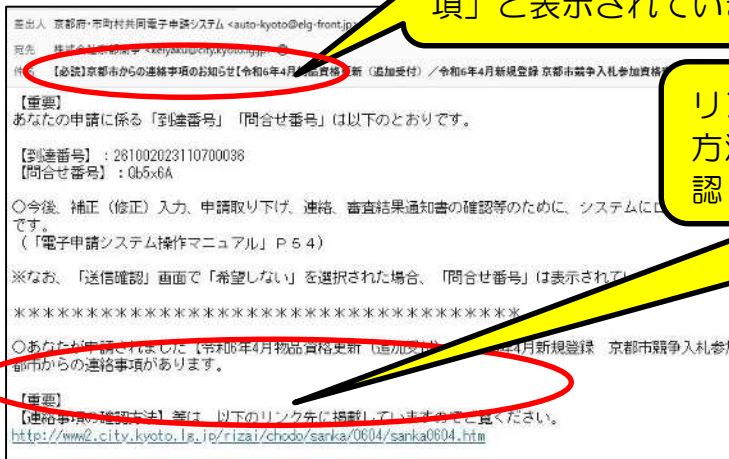 項」と表示されていま
差出人 京都府・市町村共同電子申請システム <auto-kyoto@elg-front.jp>
宛先 株式会社京都
件名 【必読】京都市からの連絡事項のお知らせ【令和6年4月物品資格更新（追加受付）／令和6年4月新規登録 京都市競争入札参加資格
リン
方法
認
【重要】
あなたの申請に係る「到達番号」「問合せ番号」は以下のとおりです。
【到達番号】：261002023110700036
【問合せ番号】：Qb5x6A
○今後、補正（修正）入力、申請取り下げ、連絡、審査結果通知書の確認等のために、システムにロ
です。
（「電子申請システム操作マニュアル」Ｐ５４）
※なお、「送信確認」画面で「希望しない」を選択された場合、「問合せ番号」は表示されてい
＊＊＊＊＊＊＊＊＊＊＊＊＊＊＊＊＊＊＊＊＊＊＊＊＊＊＊＊＊＊＊＊＊＊＊
○あなたが申請されました【令和6年4月物品資格更新（追加受付） 年4月新規登録 京都市競争入札参加
都市からの連絡事項があります。
【重要】
【連絡事項の確認方法】等は、以下のリンク先に掲載していますのでご覧ください。
http://www2.city.kyoto.lg.jp/rizai/chodo/sanka/0604/sanka0604.htm